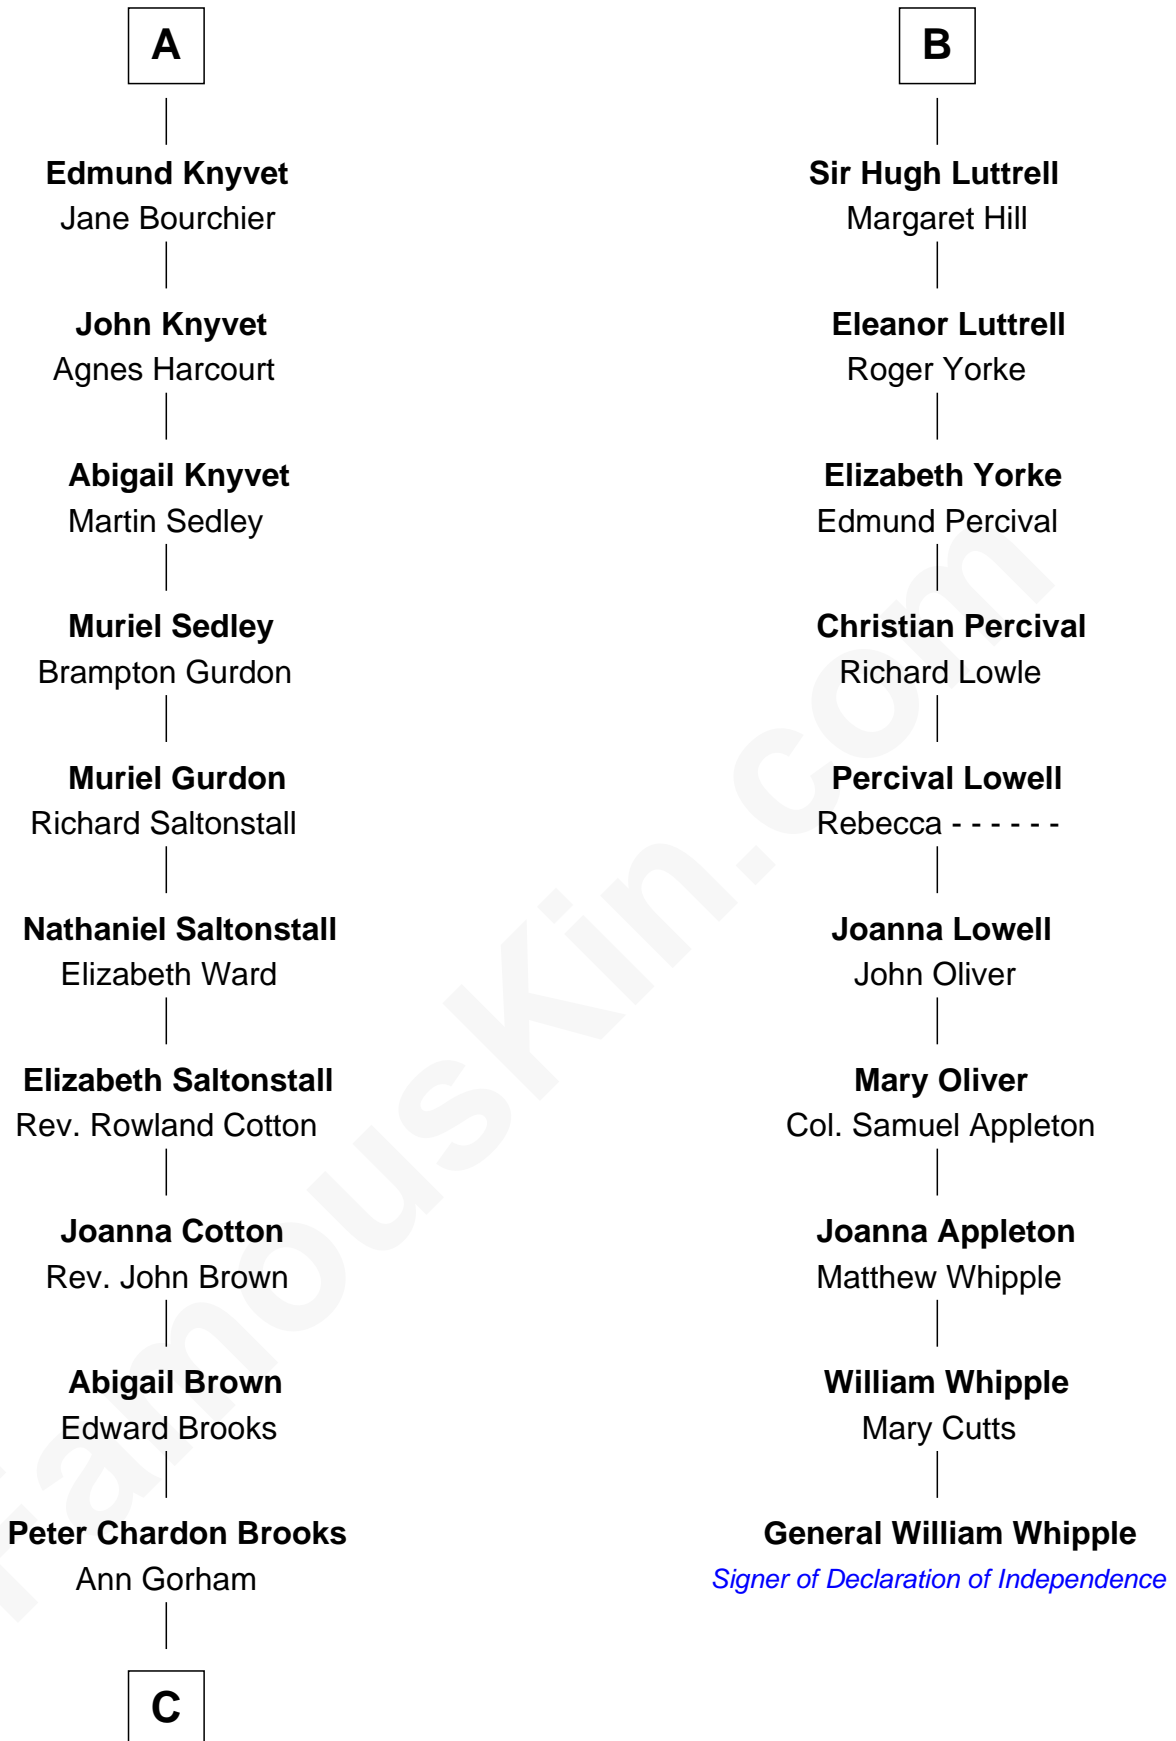 A
Edmund Knyvet
Jane Bourchier
John Knyvet
Agnes Harcourt
Abigail Knyvet
Martin Sedley
Muriel Sedley
Brampton Gurdon
Muriel Gurdon
Richard Saltonstall
Nathaniel Saltonstall
Elizabeth Ward
Elizabeth Saltonstall
Rev. Rowland Cotton
Joanna Cotton
Rev. John Brown
Abigail Brown
Edward Brooks
Peter Chardon Brooks
Ann Gorham
C
B
Sir Hugh Luttrell
Margaret Hill
Eleanor Luttrell
Roger Yorke
Elizabeth Yorke
Edmund Percival
Christian Percival
Richard Lowle
Percival Lowell
Rebecca - - - - - -
Joanna Lowell
John Oliver
Mary Oliver
Col. Samuel Appleton
Joanna Appleton
Matthew Whipple
William Whipple
Mary Cutts
General William Whipple
Signer of Declaration of Independence
FamousKin.com